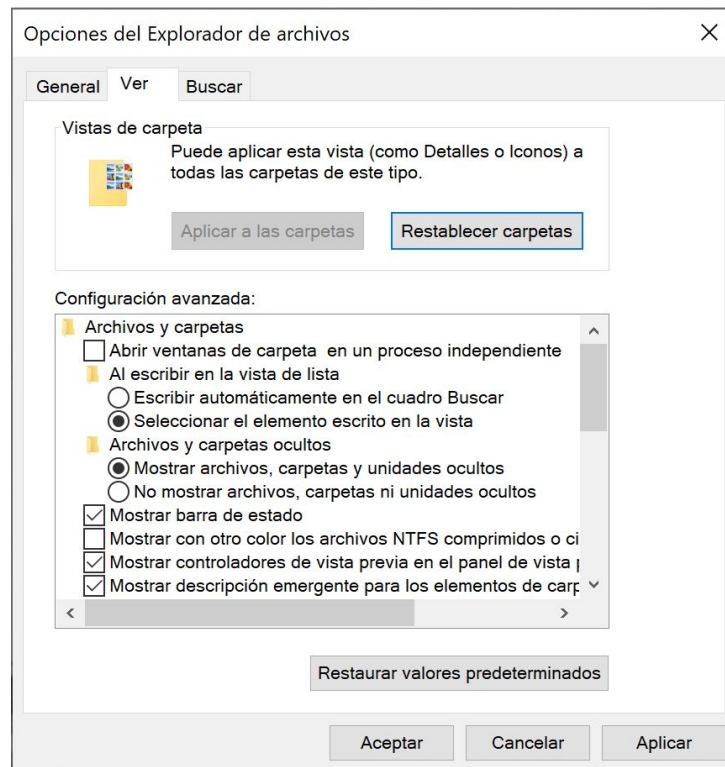 Opciones del Explorador de archivos
General Ver Buscar
Vistas de carpeta
Puede aplicar esta vista (como Detalles o Iconos) a
todas las carpetas de este tipo.
Aplicar a las carpetas Restablecer carpetas
Configuración avanzada:
Archivos y carpetas
Abrir ventanas de carpeta en un proceso independiente
Al escribir en la vista de lista
Escribir automáticamente en el cuadro Buscar
Seleccionar el elemento escrito en la vista
Archivos y carpetas ocultos
Mostrar archivos, carpetas y unidades ocultos
No mostrar archivos, carpetas ni unidades ocultos
Mostrar barra de estado
Mostrar con otro color los archivos NTFS comprimidos o ci
Mostrar controladores de vista previa en el panel de vista
Mostrar descripción emergente para los elementos de carp
Restaurar valores predeterminados
Aceptar Cancelar Aplicar